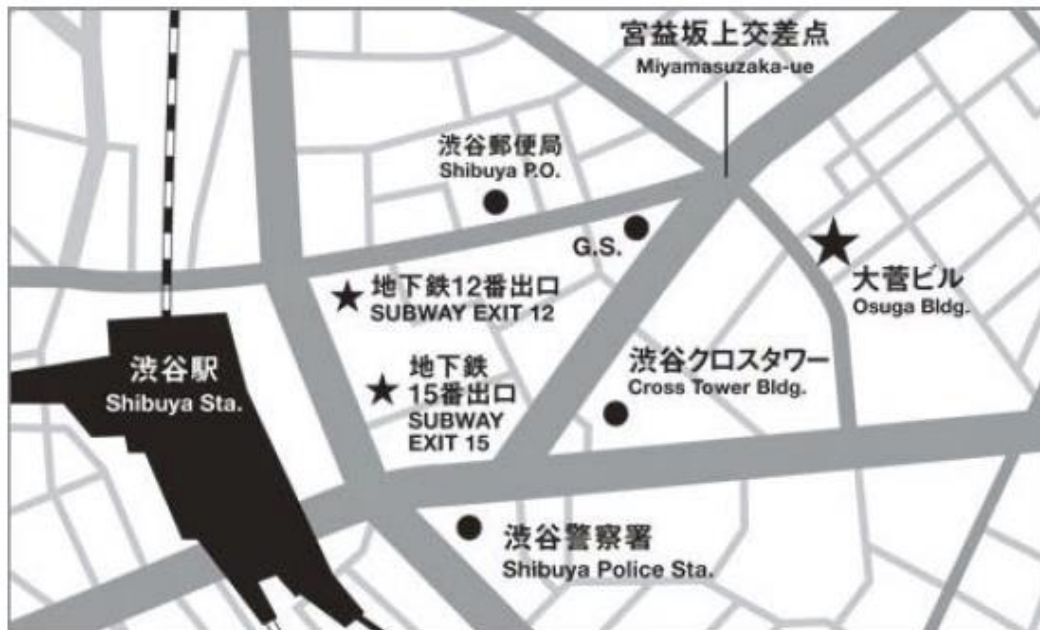 宮益坂上交差点
Miyamasuzaka-ue
渋谷郵便局
Shibuya P.O.
G.S.
大菅ビル
Osuga Bldg.
地下鉄12番出口
SUBWAY EXIT 12
渋谷駅
Shibuya Sta.
地下鉄
15番出口
SUBWAY
EXIT 15
渋谷クロスタワー
Cross Tower Bldg.
渋谷警察署
Shibuya Police Sta.